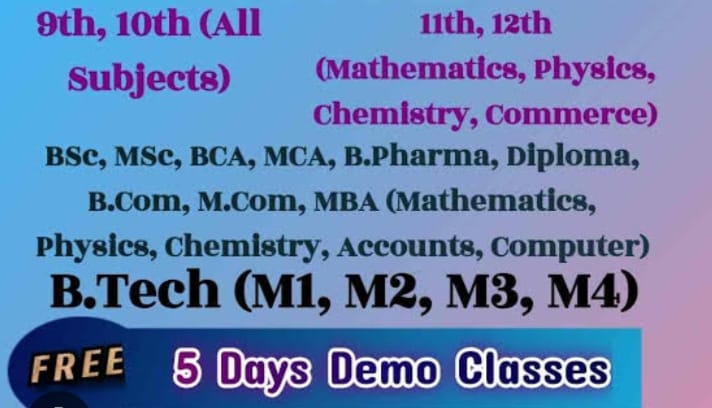 9th, 10th (All
Subjects)
11th, 12th
(Mathematics, Physics,
Chemistry, Commerce)
BSc, MSc, BCA, MCA, B.Pharma, Diploma,
B.Com, M.Com, MBA (Mathematics,
Physics, Chemistry, Accounts, Computer)
B.Tech (M1, M2, M3, M4)
FREE 5 Days Demo Classes